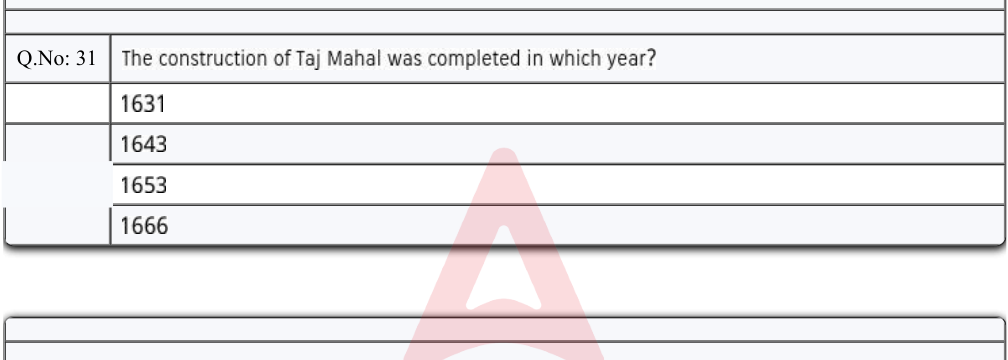 Q.No: 31 The construction of Taj Mahal was completed in which year?
1631
1643
1653
1666